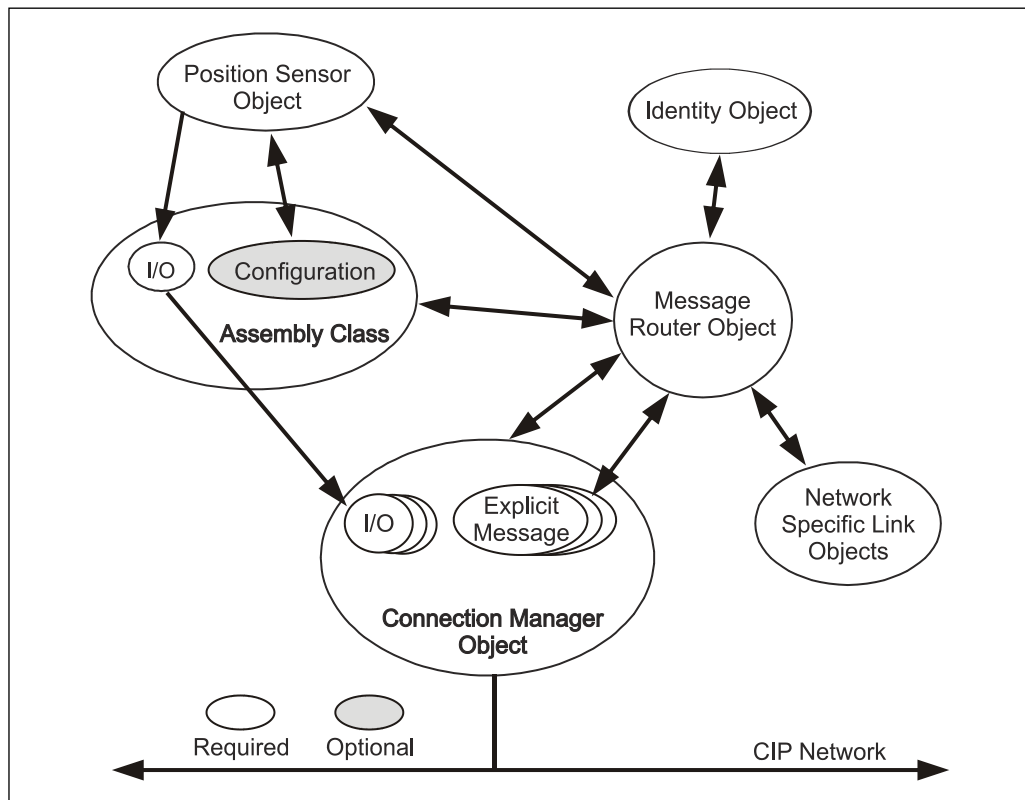 Position Sensor
Object
Identity Object
I/O
Configuration
Assembly Class
Message
Router Object
I/O
Explicit
Message
Connection Manager
Object
Network
Specific Link
Objects
Required
Optional
CIP Network